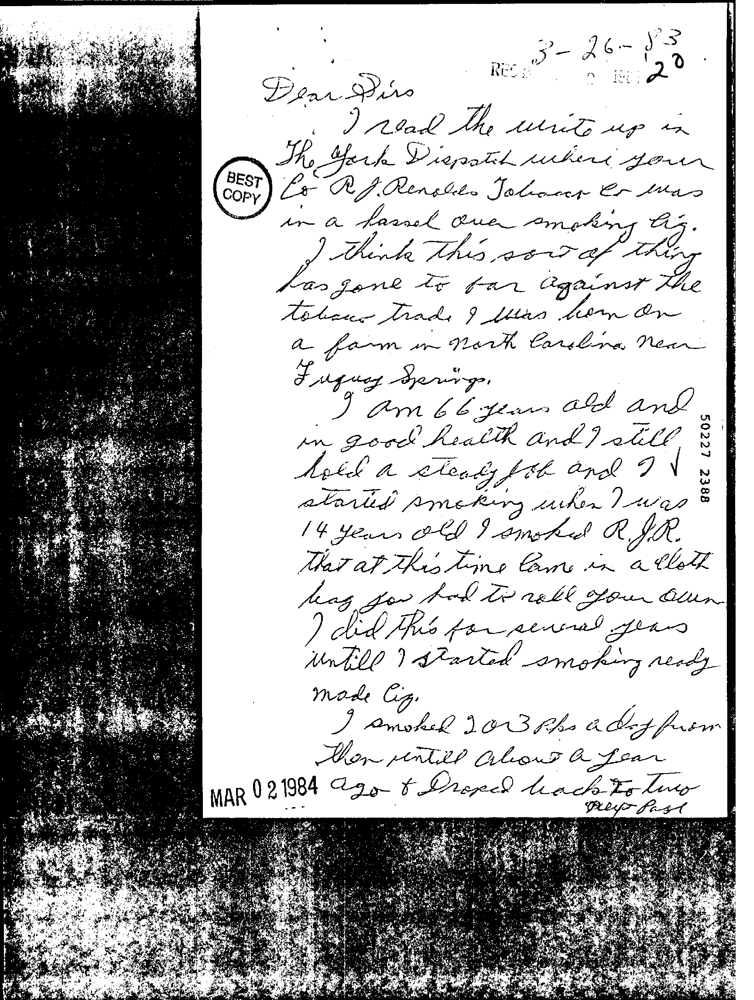 3-26-83
20
Dear Sirs
I read the write up in
The York Dispatch where your
BEST
COPY
Co R.J. Renolds Tobacco Co was
in a hassel over smoking Cig.
I think this sort of thing
has gone to far against the
tobacco trade I was born on
a farm in North Carolina near
Fuquay Springs.
I am 66 years old and
in good health and I still
hold a steady job and I
started smoking when I was
14 years old I smoked R.J.R.
that at this time came in a cloth
bag you had to roll your own
I did this for several years
untill I started smoking ready
made Cig.
I smoked 2 or 3 Pks a day from
then untill about a year
ago & Droped back to two
MAR 02 1984
50227 2388